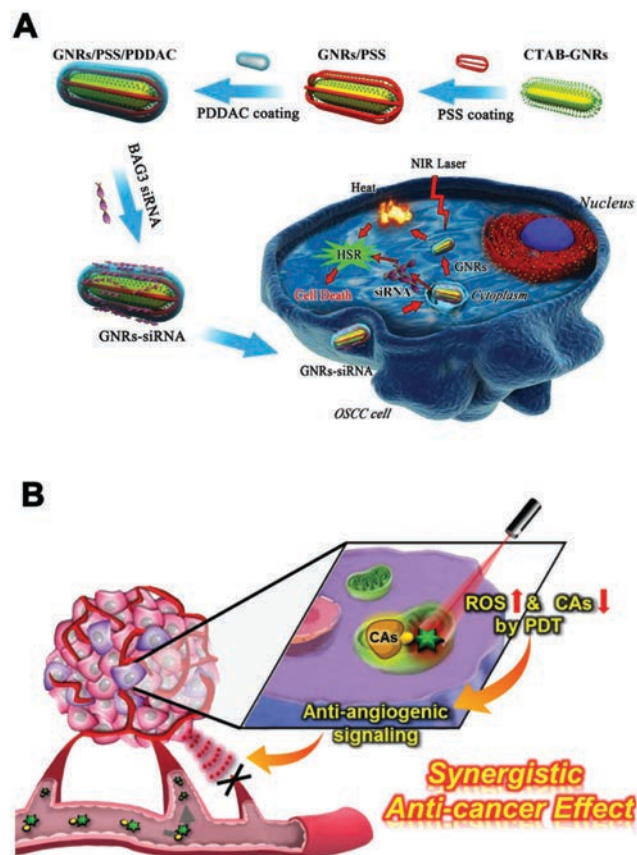 A
GNRs/PSS/PDDAC
GNRs/PSS
CTAB-GNRs
PDDAC coating
PSS coating
BAG3 siRNA
NIR Laser
Heat
Nucleus
HSR
GNRs
siRNA
Cell Death
Cytoplasm
GNRs-siRNA
GNRs-siRNA
OSCC cell
B
ROS & CAs
by PDT
CAs
Anti-angiogenic
signaling
Synergistic
Anti-cancer Effect